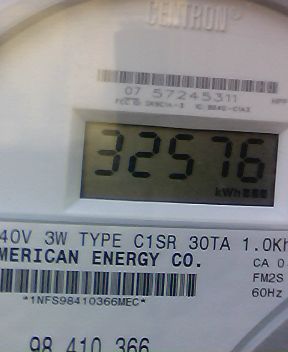 CENTRON®
07 57245311
32576
kWh
40V 3W TYPE C1SR 30TA 1.0Kh
MERICAN ENERGY CO.
CA 0
FM2S
60Hz
*1NFS98410366MEC*
98 410 366